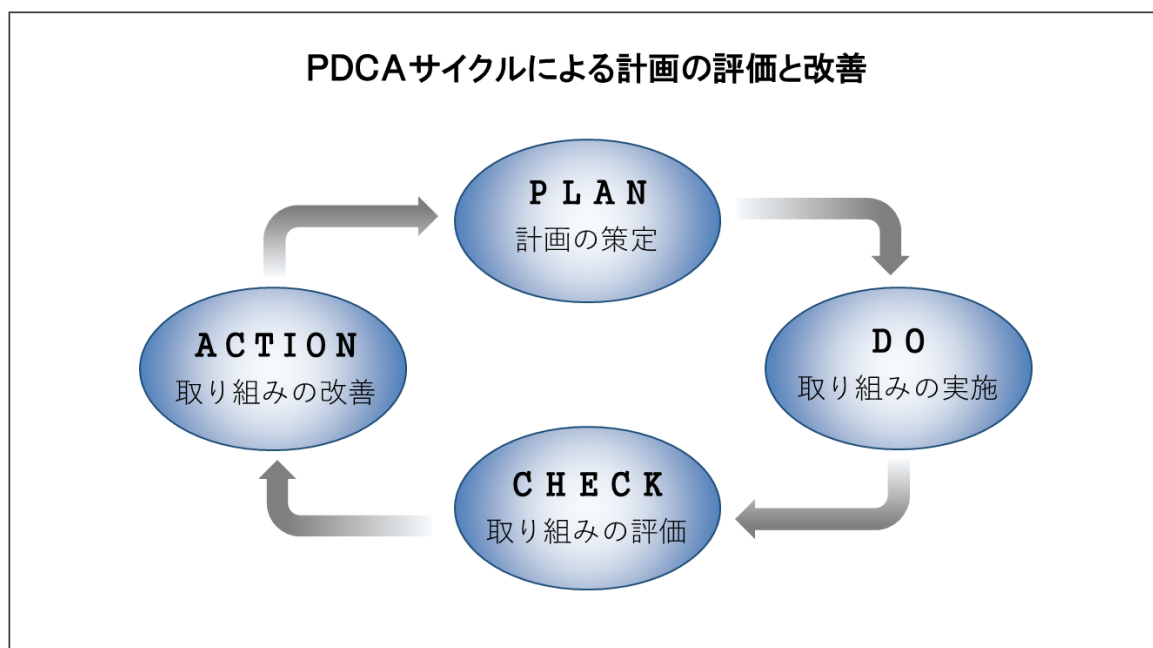 PDCAサイクルによる計画の評価と改善
PLAN
計画の策定
DO
取り組みの実施
CHECK
取り組みの評価
ACTION
取り組みの改善